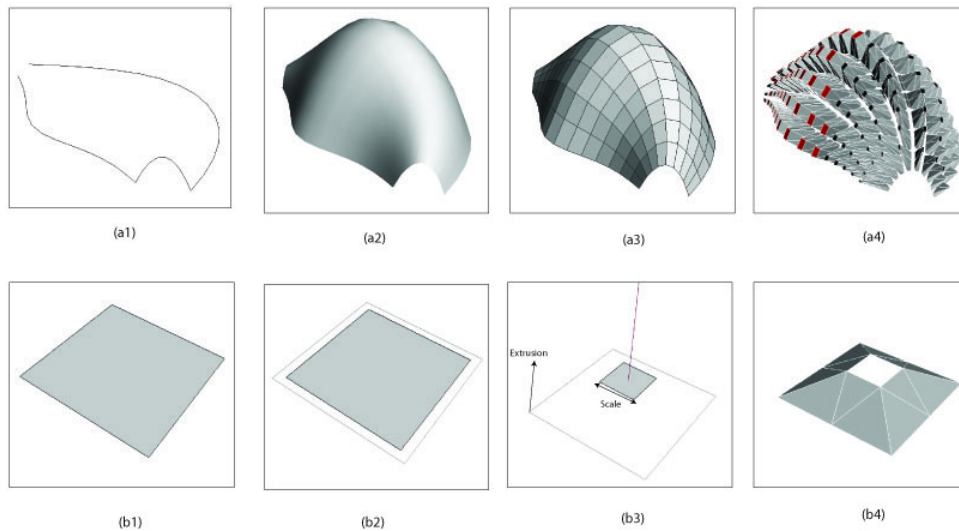 (a1)
(a2)
(a3)
(a4)
Extrusion
Scale
(b1)
(b2)
(b3)
(b4)